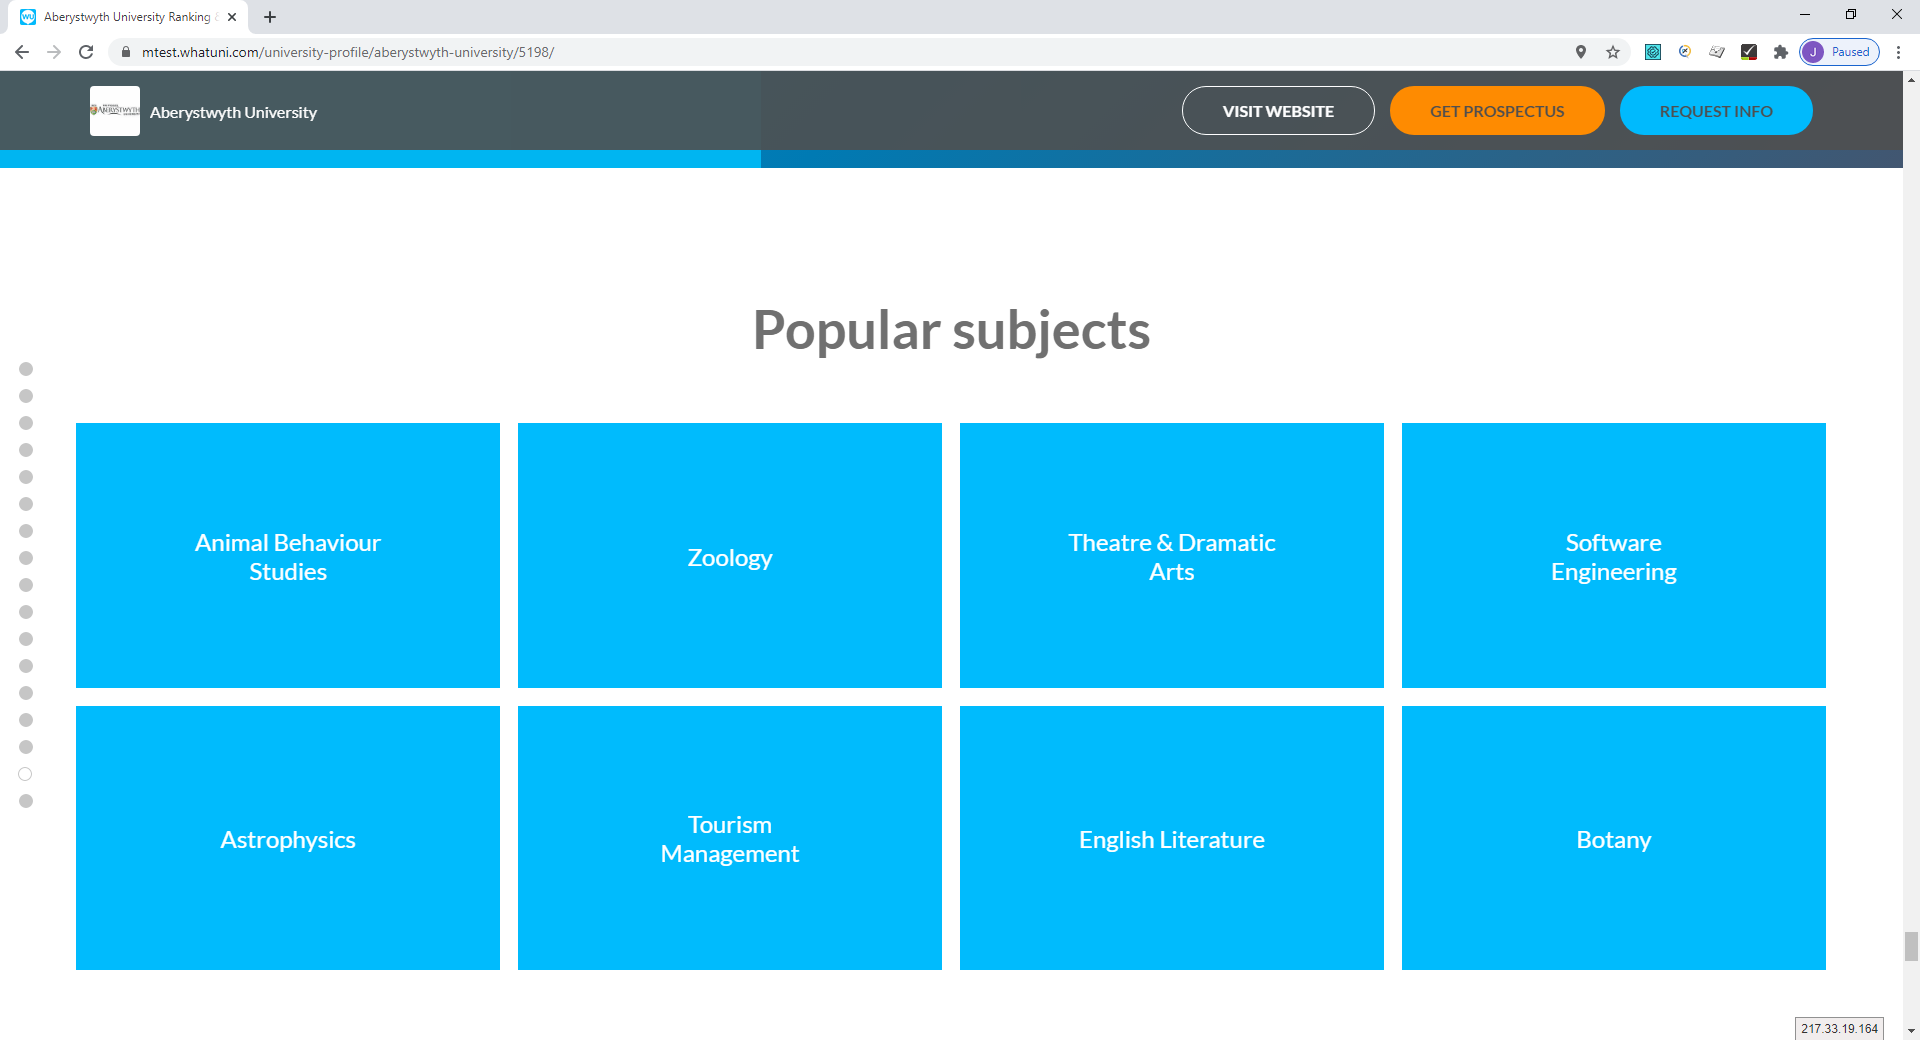 Aberystwyth University Ranking
mtest.whatuni.com/university-profile/aberystwyth-university/5198/
J Paused
ABERYSTWYTH
Aberystwyth University
VISIT WEBSITE
GET PROSPECTUS
REQUEST INFO
Popular subjects
Animal Behaviour
Studies
Zoology
Theatre & Dramatic
Arts
Software
Engineering
Astrophysics
Tourism
Management
English Literature
Botany
217.33.19.164